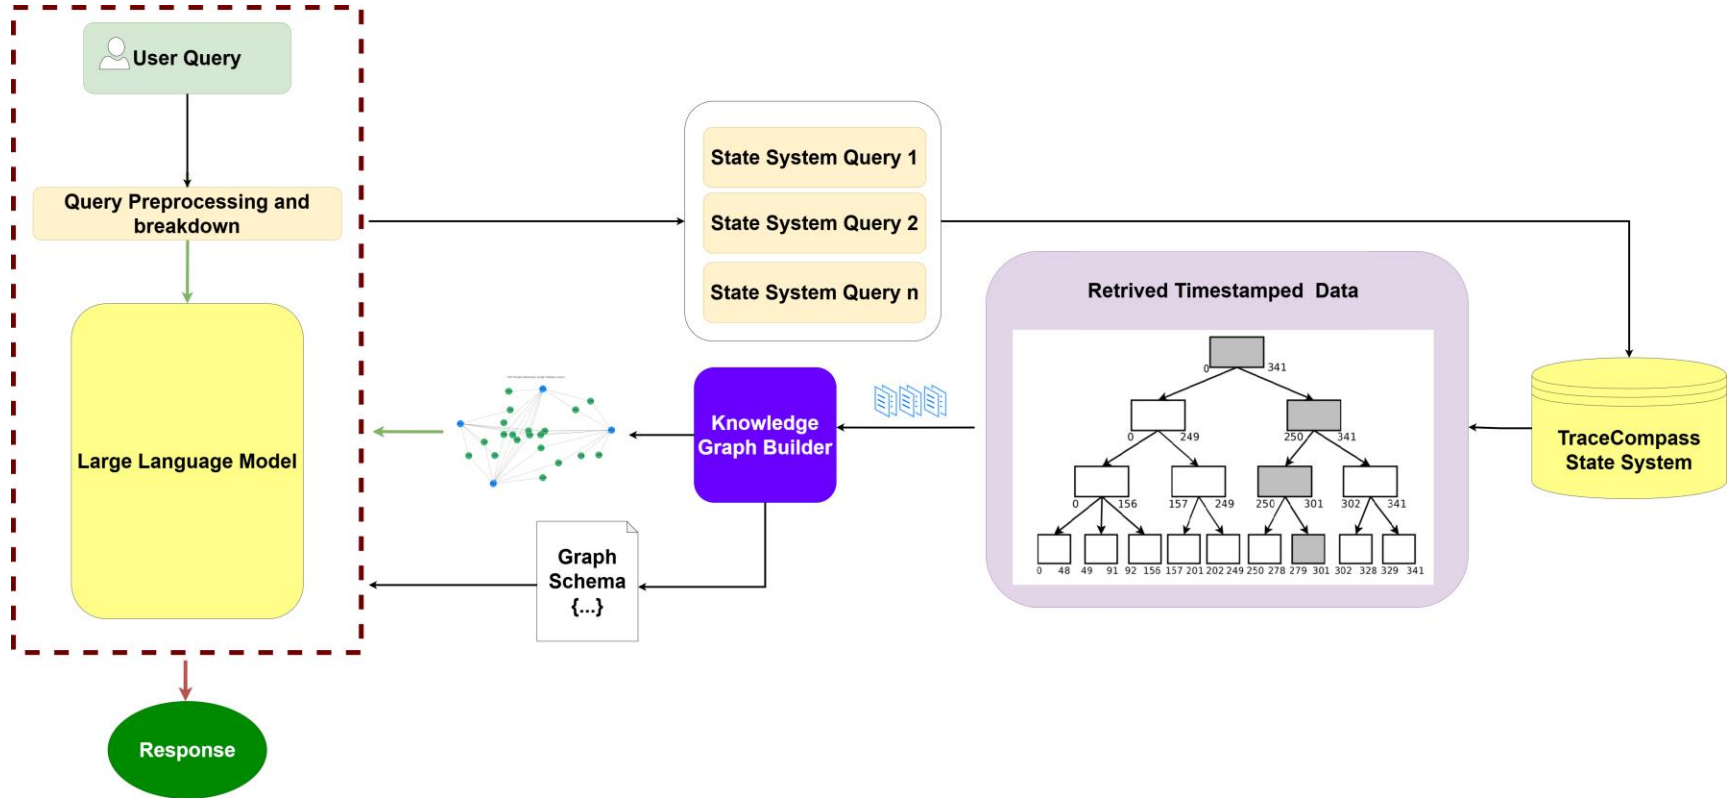 User Query
Query Preprocessing and
breakdown
Large Language Model
Response
State System Query 1
State System Query 2
State System Query n
Knowledge
Graph Builder
Graph
Schema
{...}
Retrived Timestamped Data
0 341
0 249 250 341
0 156 157 249 250 301 302 341
0 48 49 91 92 156 157 201 202 249 250 278 279 301 302 328 329 341
TraceCompass
State System